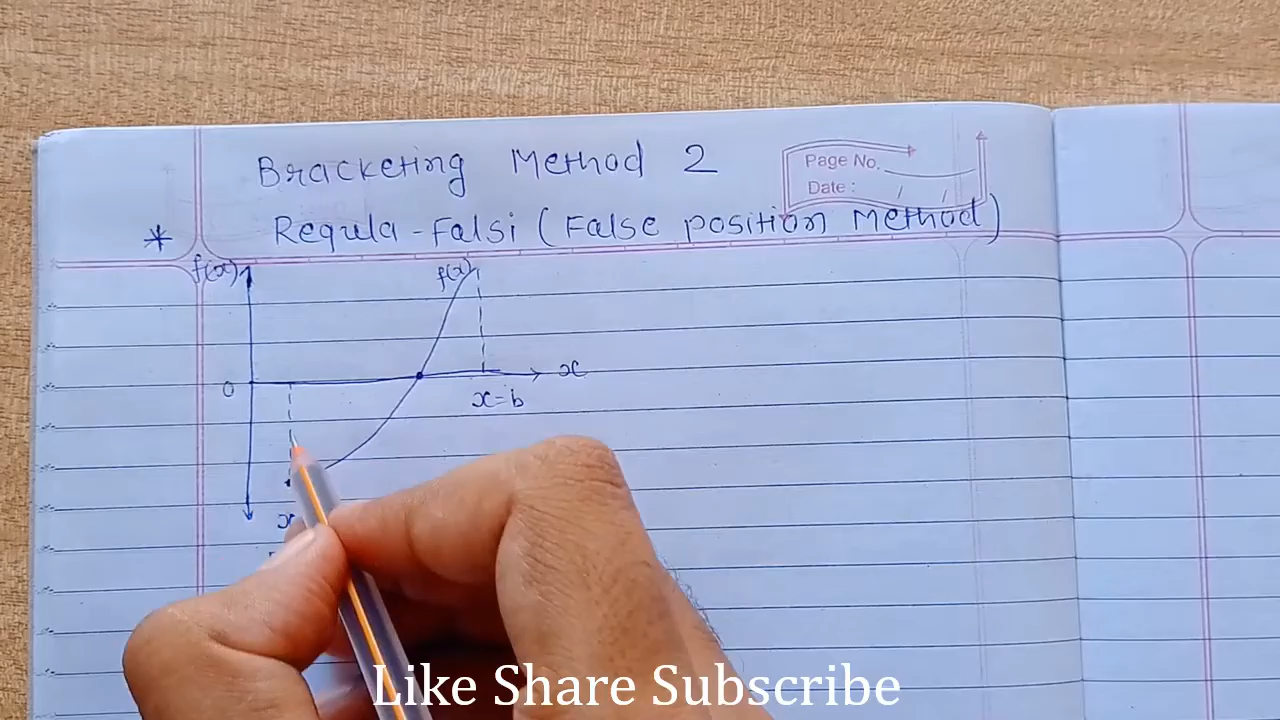 Bracketing Method 2
Page No.
Date : / /
* Regula-Falsi (False position Method)
f(x) f(x)
0 x
x=b
x
Like Share Subscribe